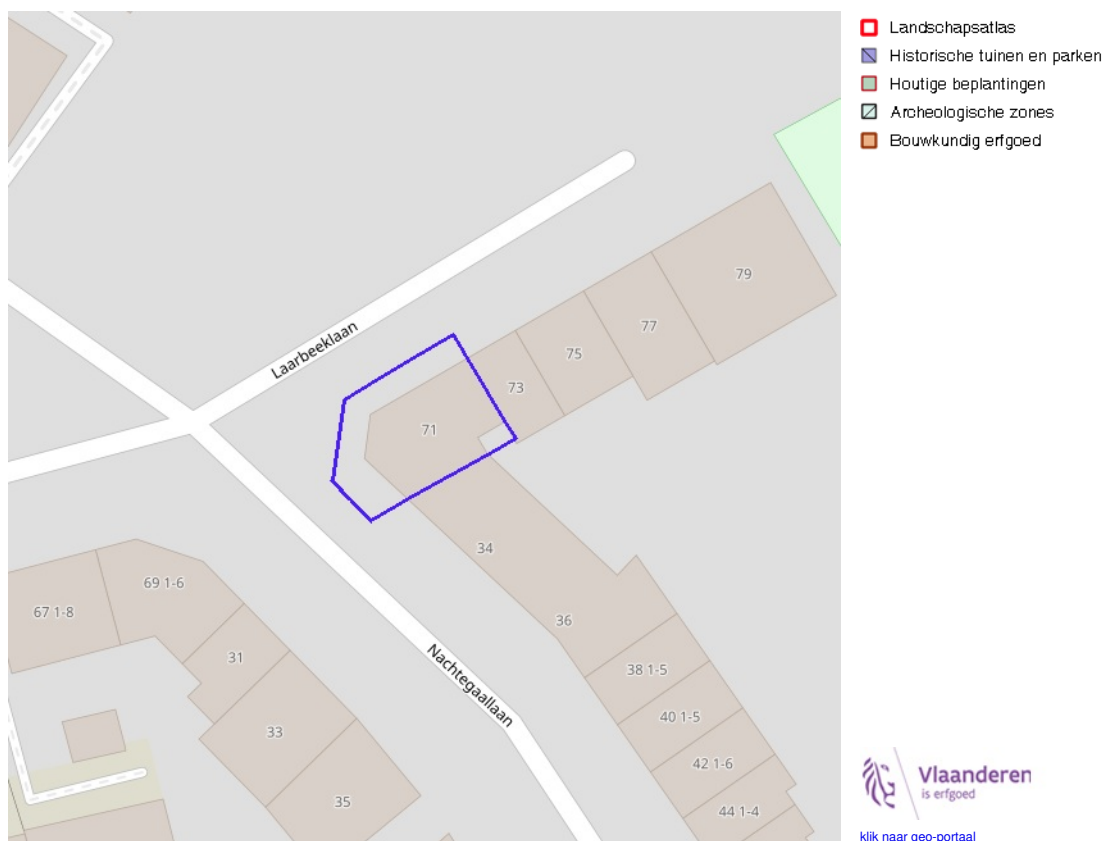 Landschapsatlas
Historische tuinen en parken
Houtige beplantingen
Archeologische zones
Bouwkundig erfgoed
79
77
75
Laarbeeklaan
73
71
34
69 1-6
67 1-8
36
31
Nachtegaallaan
38 1-5
33
40 1-5
42 1-6
35
44 1-4
Vlaanderen
is erfgoed
klik naar geo-portaal